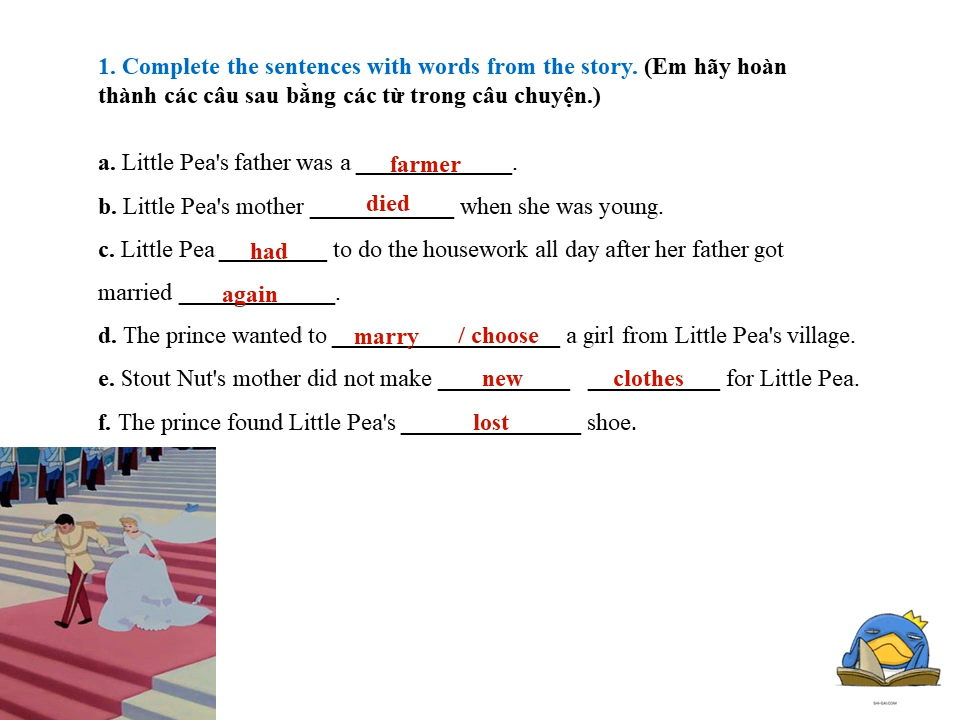 1. Complete the sentences with words from the story. (Em hãy hoàn
thành các câu sau bằng các từ trong câu chuyện.)
a. Little Pea's father was a farmer.
b. Little Pea's mother died when she was young.
c. Little Pea had to do the housework all day after her father got
married again.
d. The prince wanted to marry / choose a girl from Little Pea's village.
e. Stout Nut's mother did not make new clothes for Little Pea.
f. The prince found Little Pea's lost shoe.